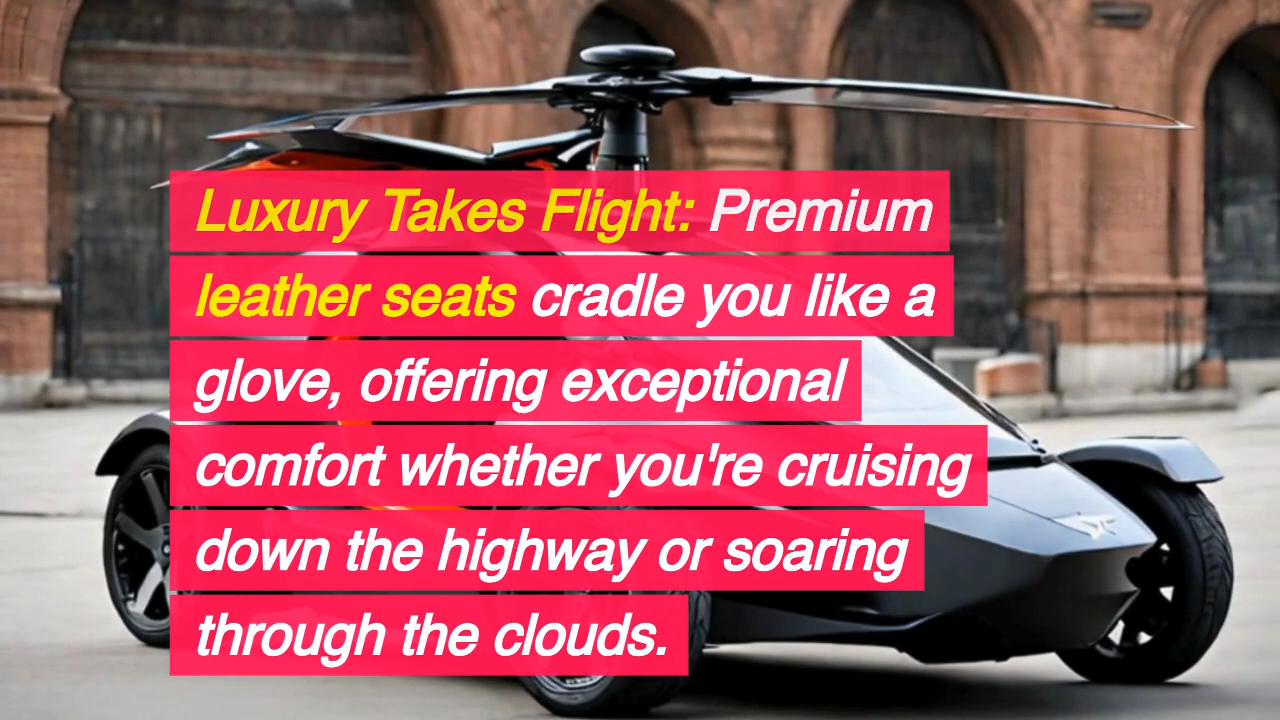 Luxury Takes Flight: Premium
leather seats cradle you like a
glove, offering exceptional
comfort whether you're cruising
down the highway or soaring
through the clouds.